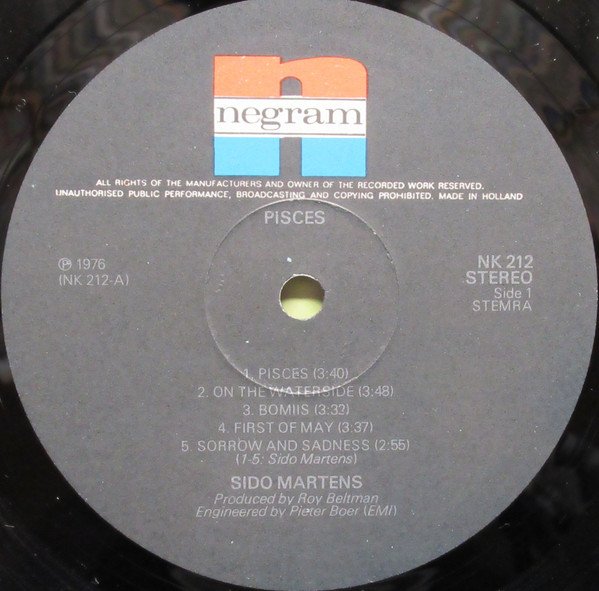 negram
ALL RIGHTS OF THE MANUFACTURERS AND OWNER OF THE RECORDED WORK RESERVED.
UNAUTHORISED PUBLIC PERFORMANCE, BROADCASTING AND COPYING PROHIBITED. MADE IN HOLLAND
PISCES
℗ 1976
(NK 212-A)
NK 212
STEREO
Side 1
STEMRA
1. PISCES (3:40)
2. ON THE WATERSIDE (3:48)
3. BOMIIS (3:32)
4. FIRST OF MAY (3:37)
5 SORROW AND SADNESS (2:55)
(1-5: Sido Martens)
SIDO MARTENS
Produced by Roy Beltman
Engineered by Pieter Boer (EMI)